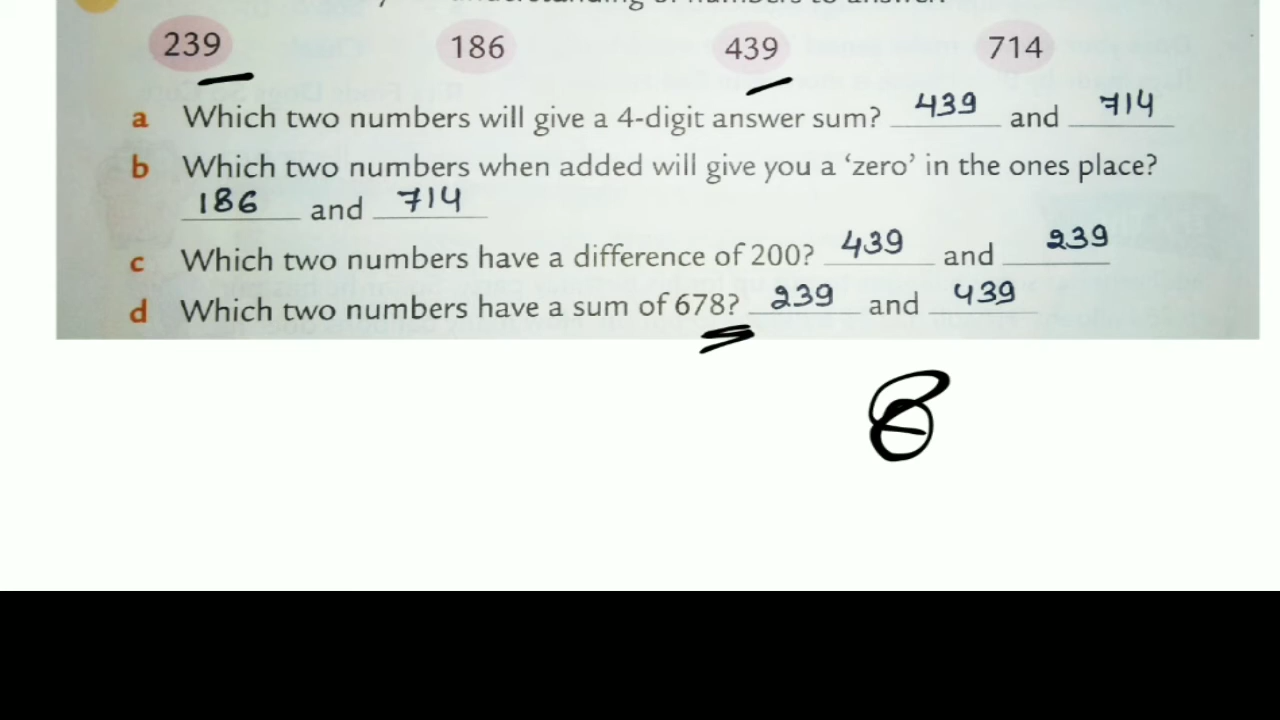 239 186 439 714
a Which two numbers will give a 4-digit answer sum? 439 and 714
b Which two numbers when added will give you a ‘zero’ in the ones place?
186 and 714
c Which two numbers have a difference of 200? 439 and 239
d Which two numbers have a sum of 678? 239 and 439
8